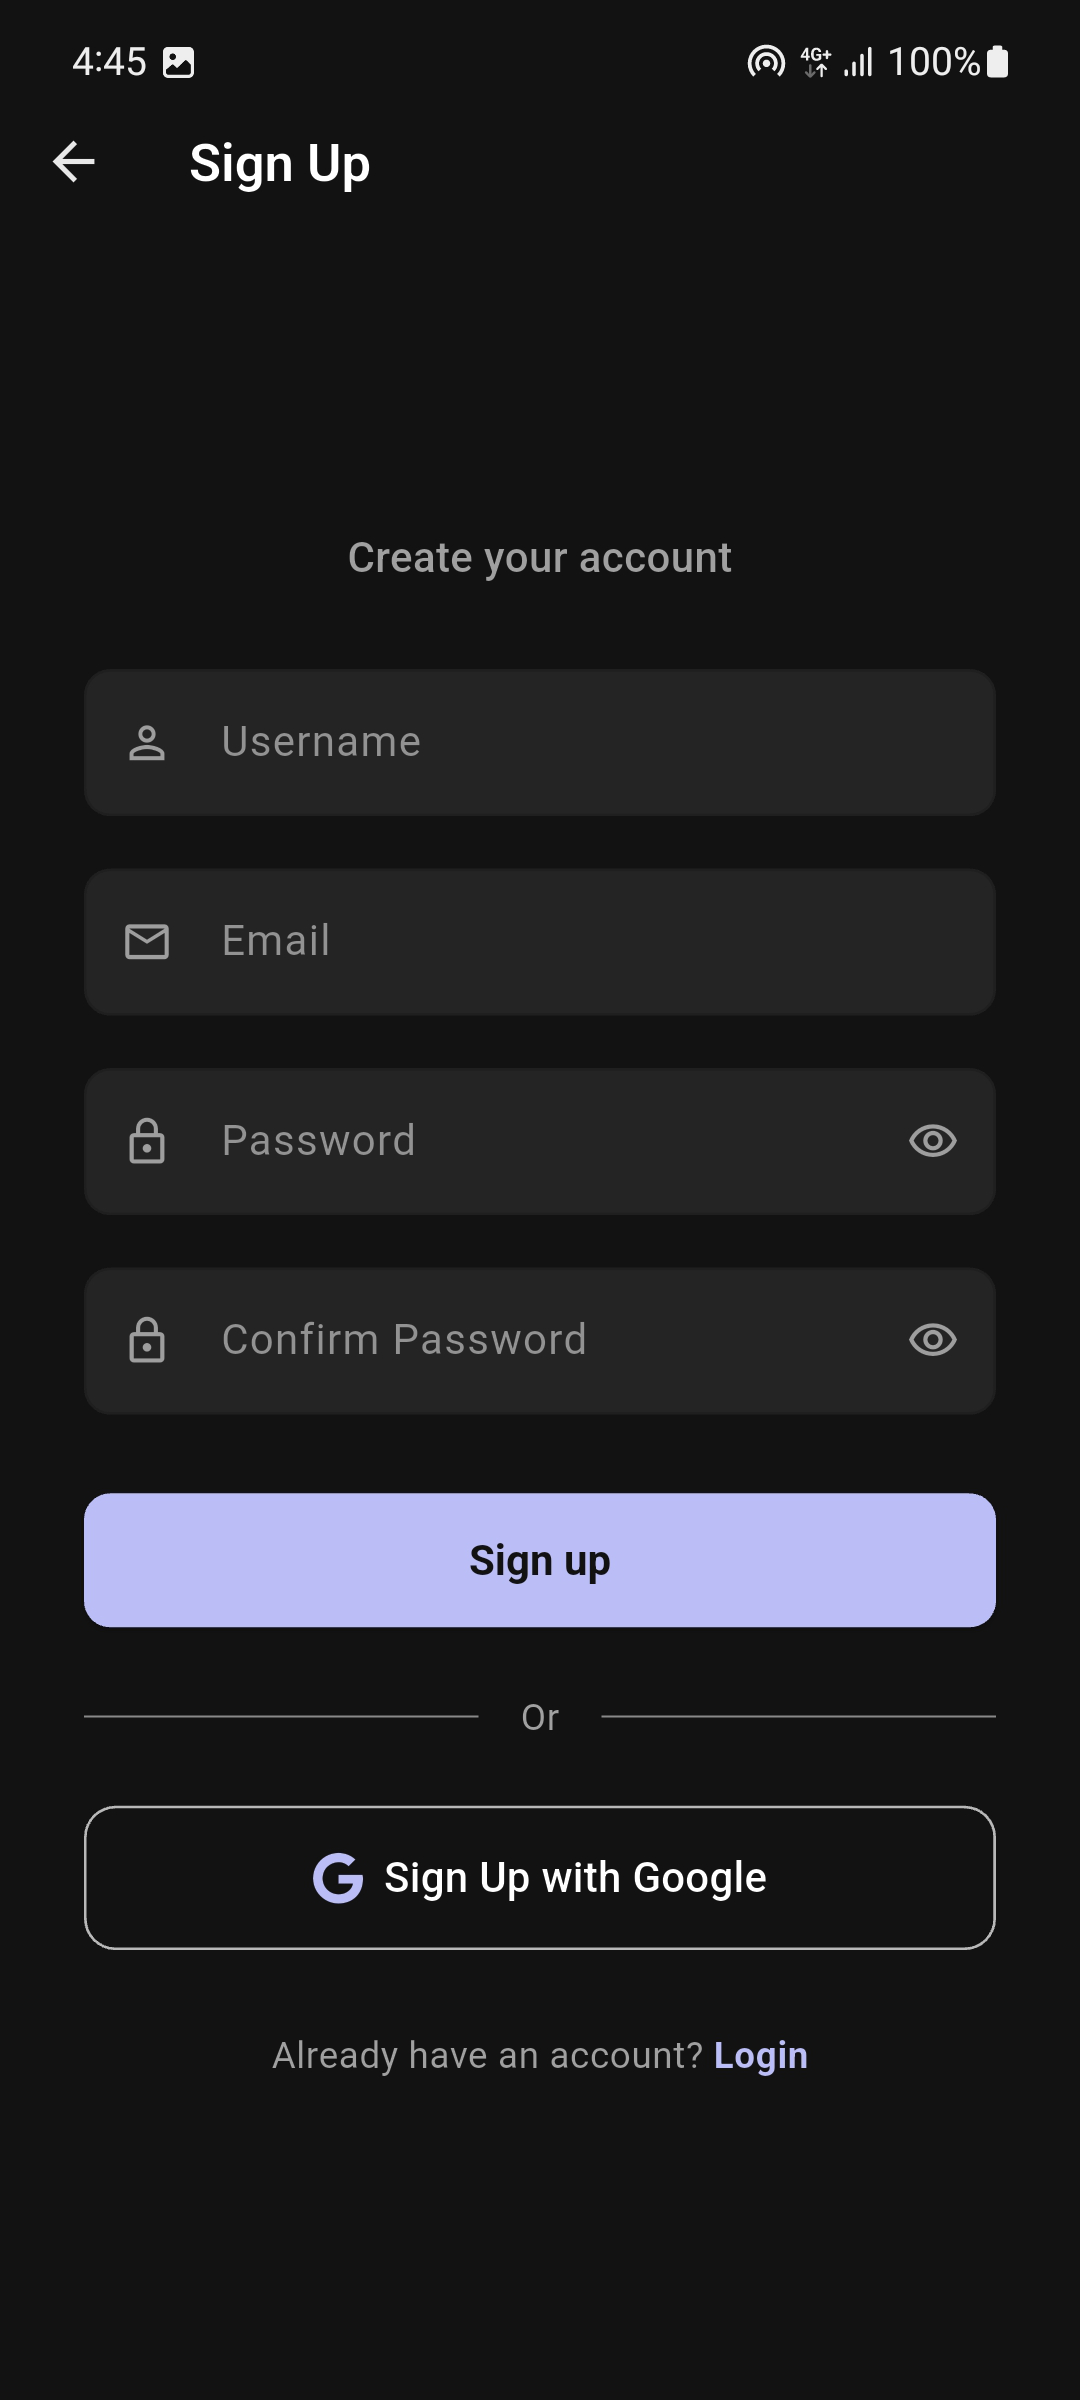 4:45 4G+ 100%
Sign Up
Create your account
Username
Email
Password
Confirm Password
Sign up
Or
G Sign Up with Google
Already have an account? Login